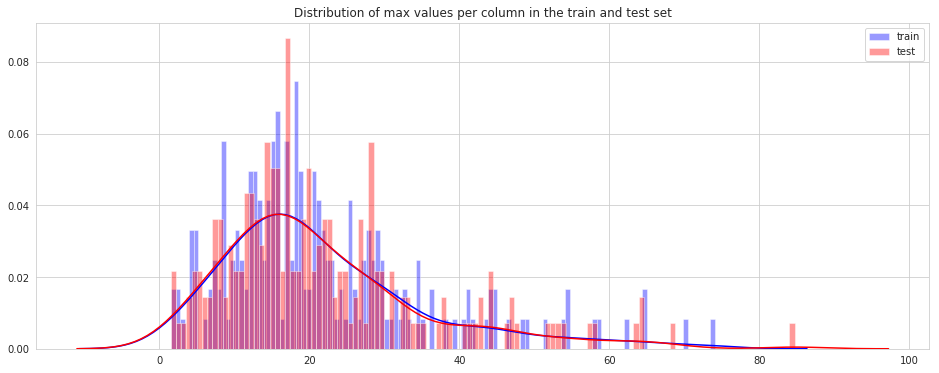 Distribution of max values per column in the train and test set
train
test
0.08
0.06
0.04
0.02
0.00
0 20 40 60 80 100